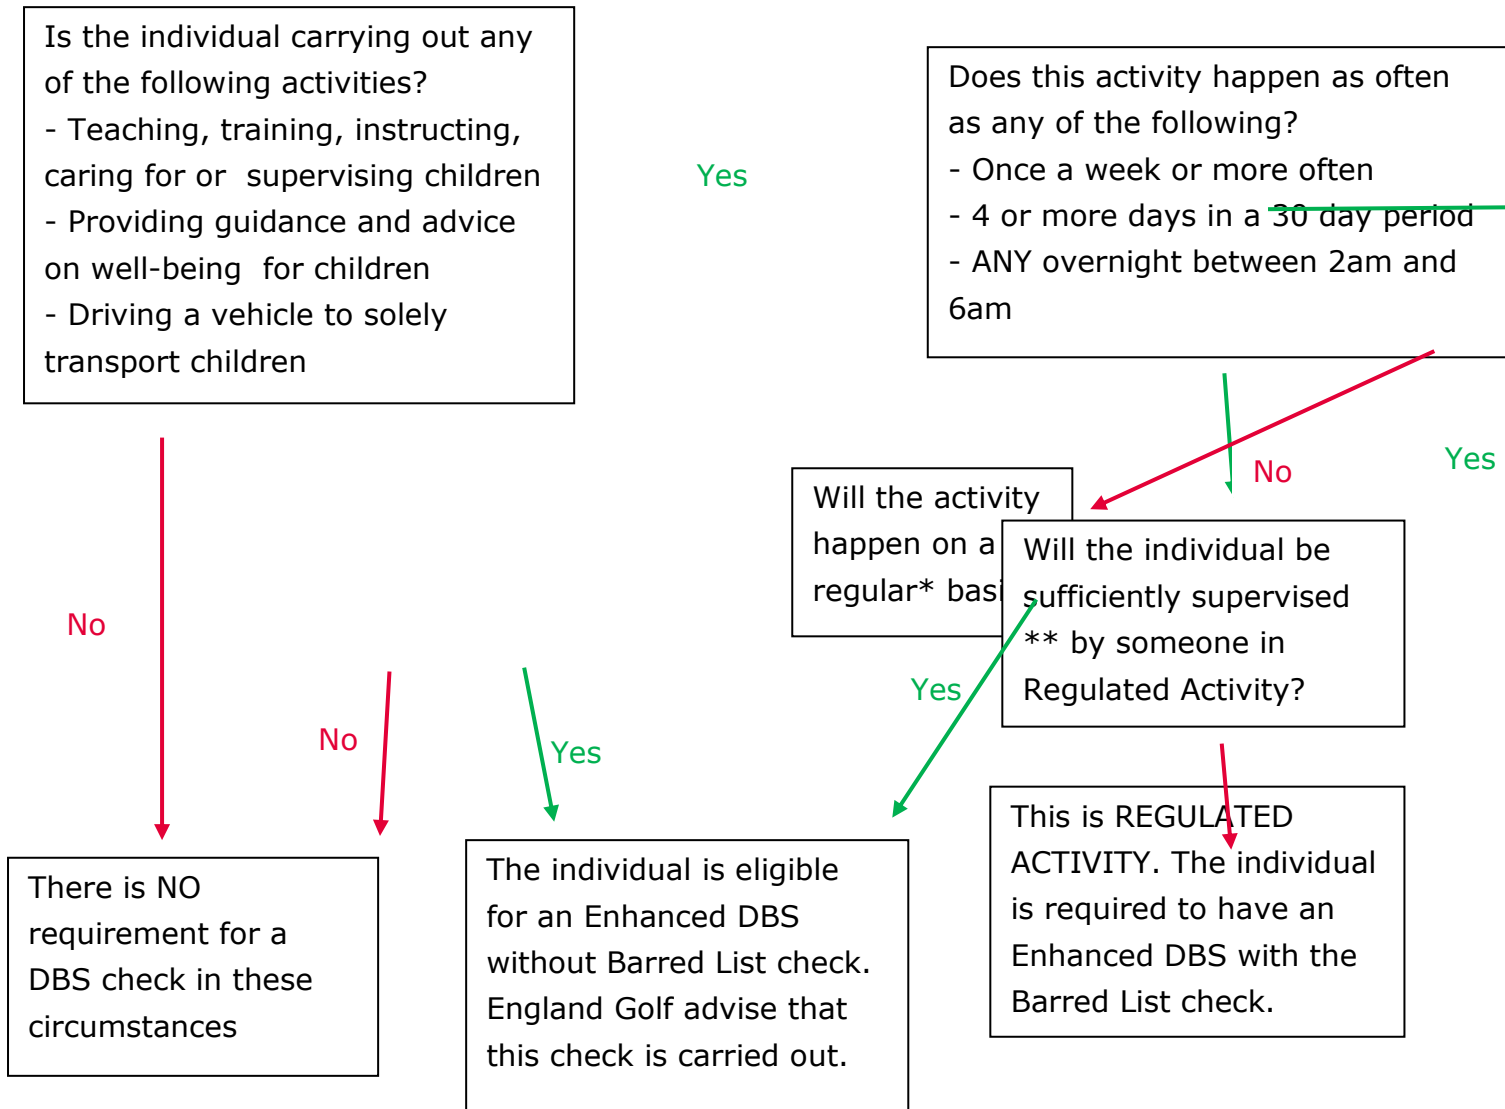 Is the individual carrying out any
of the following activities?
- Teaching, training, instructing,
caring for or supervising children
- Providing guidance and advice
on well-being for children
- Driving a vehicle to solely
transport children
Yes
Does this activity happen as often
as any of the following?
- Once a week or more often
- 4 or more days in a 30 day period
- ANY overnight between 2am and
6am
No
Yes
Will the activity
happen on a
regular* basi
Will the individual be
sufficiently supervised
** by someone in
Regulated Activity?
No
No
Yes
Yes
There is NO
requirement for a
DBS check in these
circumstances
The individual is eligible
for an Enhanced DBS
without Barred List check.
England Golf advise that
this check is carried out.
This is REGULATED
ACTIVITY. The individual
is required to have an
Enhanced DBS with the
Barred List check.